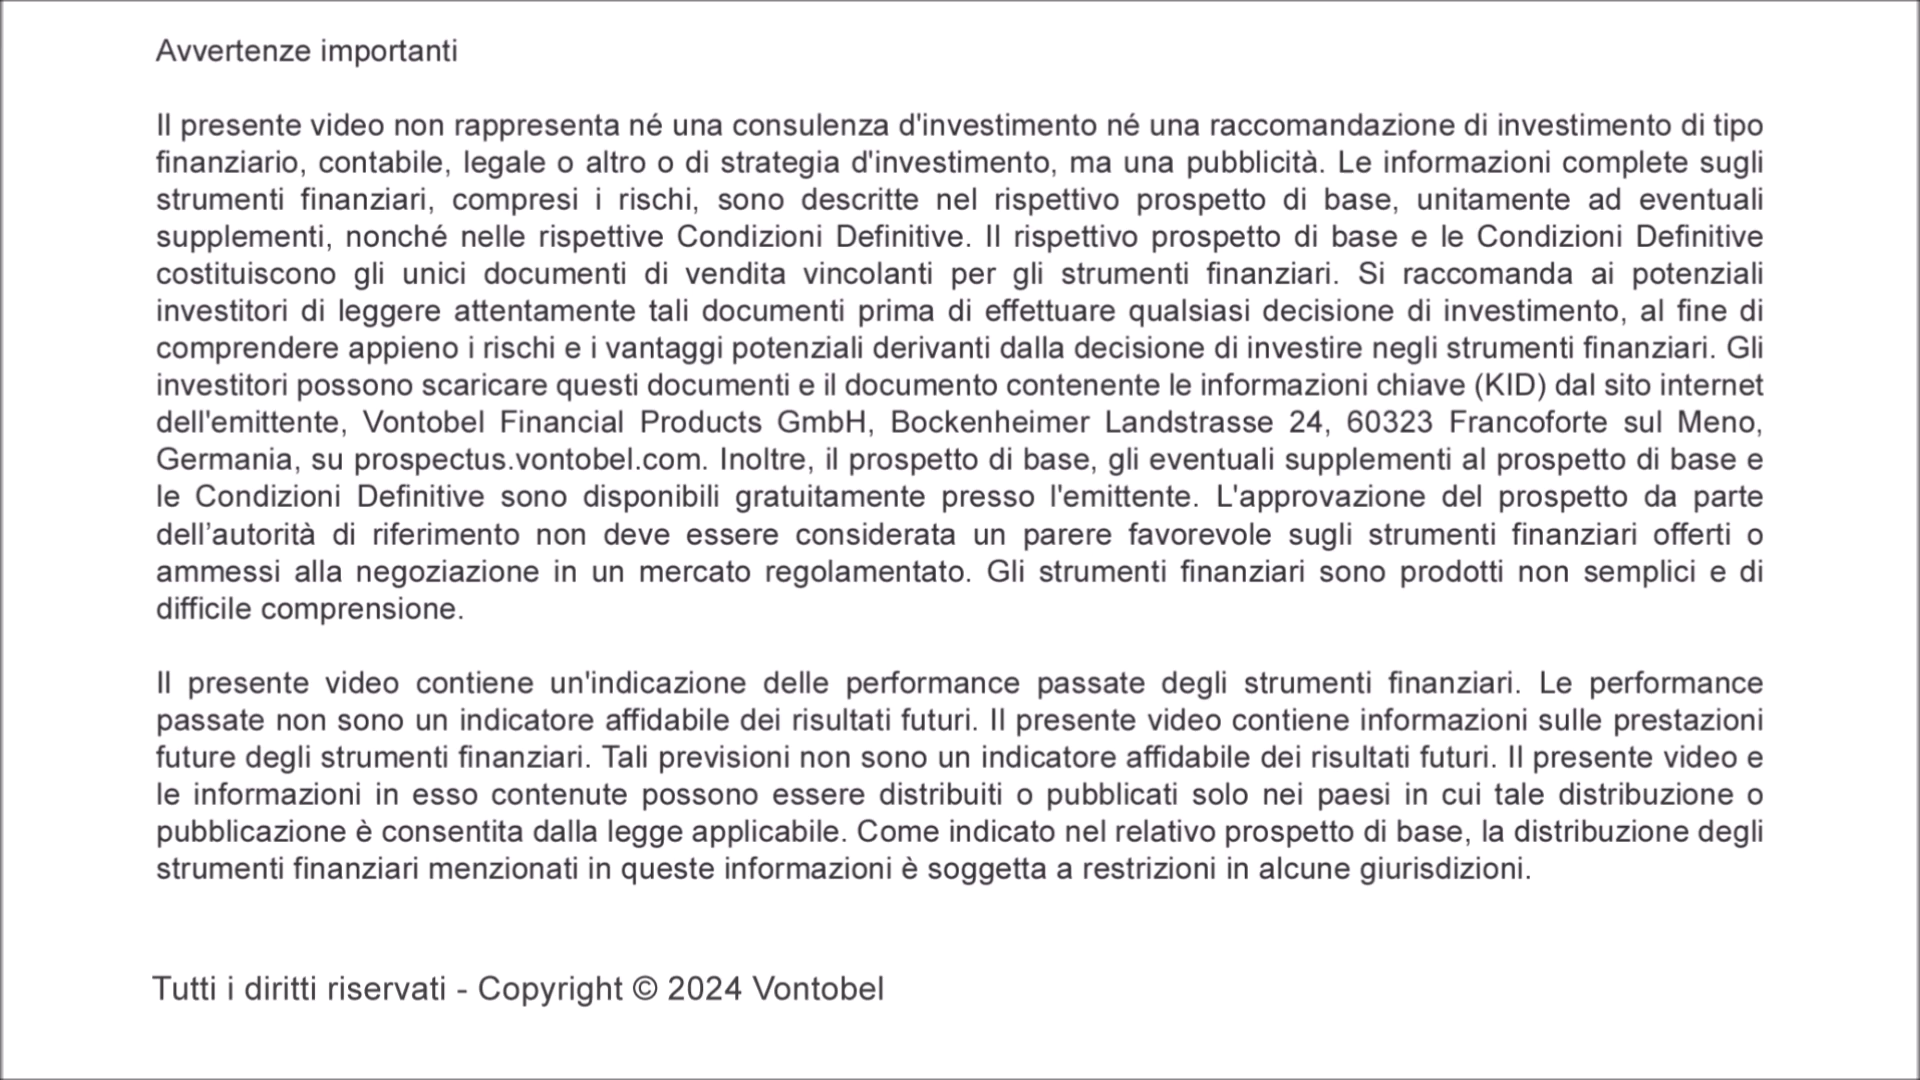 Avvertenze importanti
Il presente video non rappresenta né una consulenza d'investimento né una raccomandazione di investimento di tipo
finanziario, contabile, legale o altro o di strategia d'investimento, ma una pubblicità. Le informazioni complete sugli
strumenti finanziari, compresi i rischi, sono descritte nel rispettivo prospetto di base, unitamente ad eventuali
supplementi, nonché nelle rispettive Condizioni Definitive. Il rispettivo prospetto di base e le Condizioni Definitive
costituiscono gli unici documenti di vendita vincolanti per gli strumenti finanziari. Si raccomanda ai potenziali
investitori di leggere attentamente tali documenti prima di effettuare qualsiasi decisione di investimento, al fine di
comprendere appieno i rischi e i vantaggi potenziali derivanti dalla decisione di investire negli strumenti finanziari. Gli
investitori possono scaricare questi documenti e il documento contenente le informazioni chiave (KID) dal sito internet
dell'emittente, Vontobel Financial Products GmbH, Bockenheimer Landstrasse 24, 60323 Francoforte sul Meno,
Germania, su prospectus.vontobel.com. Inoltre, il prospetto di base, gli eventuali supplementi al prospetto di base e
le Condizioni Definitive sono disponibili gratuitamente presso l'emittente. L'approvazione del prospetto da parte
dell’autorità di riferimento non deve essere considerata un parere favorevole sugli strumenti finanziari offerti o
ammessi alla negoziazione in un mercato regolamentato. Gli strumenti finanziari sono prodotti non semplici e di
difficile comprensione.
Il presente video contiene un'indicazione delle performance passate degli strumenti finanziari. Le performance
passate non sono un indicatore affidabile dei risultati futuri. Il presente video contiene informazioni sulle prestazioni
future degli strumenti finanziari. Tali previsioni non sono un indicatore affidabile dei risultati futuri. Il presente video e
le informazioni in esso contenute possono essere distribuiti o pubblicati solo nei paesi in cui tale distribuzione o
pubblicazione è consentita dalla legge applicabile. Come indicato nel relativo prospetto di base, la distribuzione degli
strumenti finanziari menzionati in queste informazioni è soggetta a restrizioni in alcune giurisdizioni.
Tutti i diritti riservati - Copyright © 2024 Vontobel